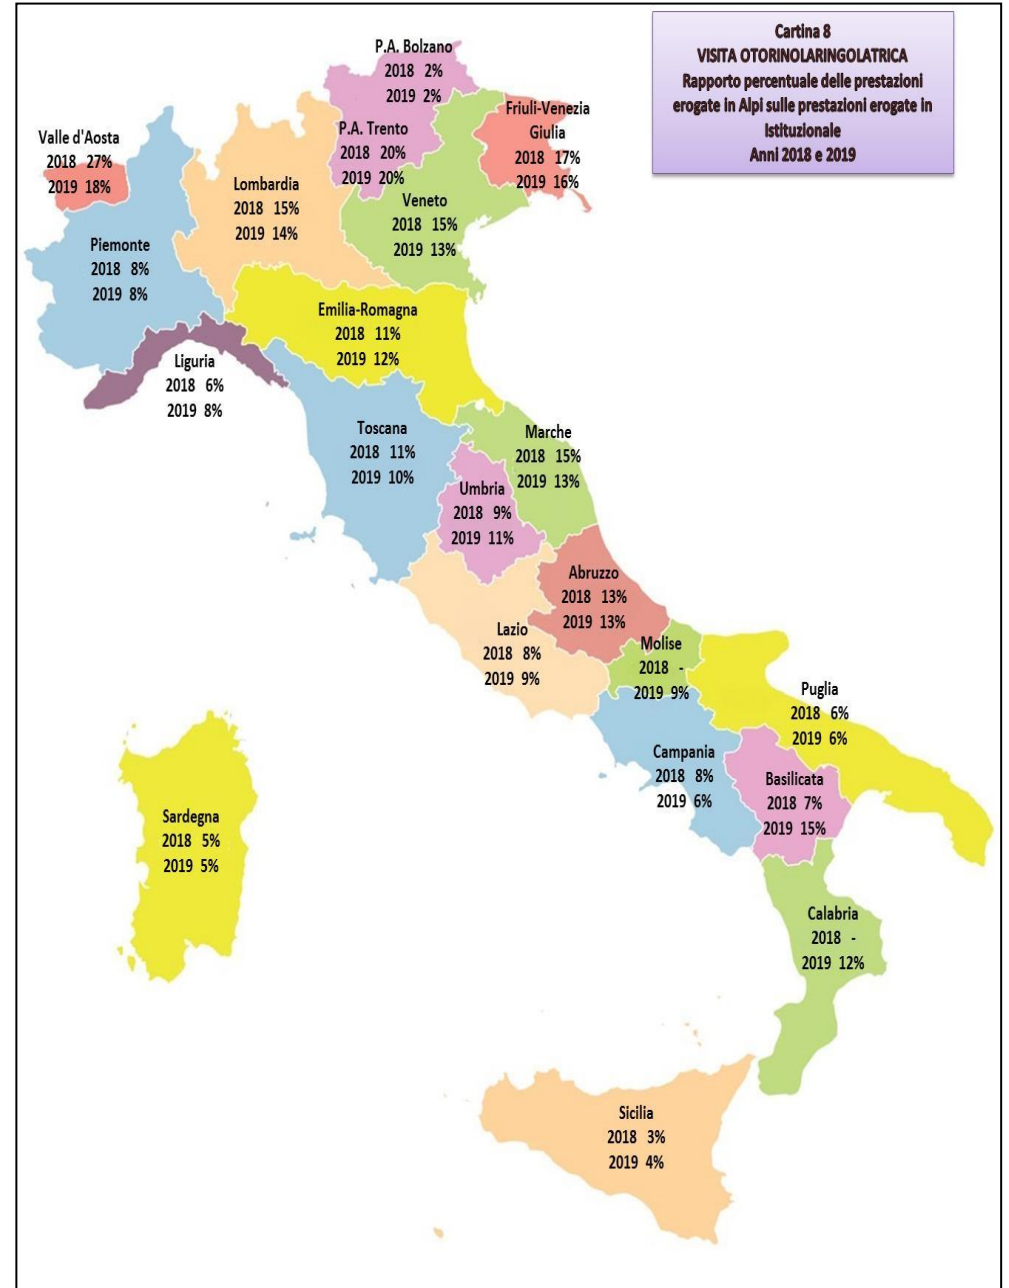 Cartina 8
VISITA OTORINOLARINGOLATRICA
Rapporto percentuale delle prestazioni
erogate in Alpi sulle prestazioni erogate in
Istituzionale
Anni 2018 e 2019
P.A. Bolzano
2018 2%
2019 2%
Friuli-Venezia
Giulia
2018 17%
2019 16%
P.A. Trento
2018 20%
2019 20%
Valle d'Aosta
2018 27%
2019 18%
Lombardia
2018 15%
2019 14%
Veneto
2018 15%
2019 13%
Piemonte
2018 8%
2019 8%
Emilia-Romagna
2018 11%
2019 12%
Liguria
2018 6%
2019 8%
Toscana
2018 11%
2019 10%
Marche
2018 15%
2019 13%
Umbria
2018 9%
2019 11%
Abruzzo
2018 13%
2019 13%
Lazio
2018 8%
2019 9%
Molise
2018 -
2019 9%
Puglia
2018 6%
2019 6%
Campania
2018 8%
2019 6%
Basilicata
2018 7%
2019 15%
Sardegna
2018 5%
2019 5%
Calabria
2018 -
2019 12%
Sicilia
2018 3%
2019 4%